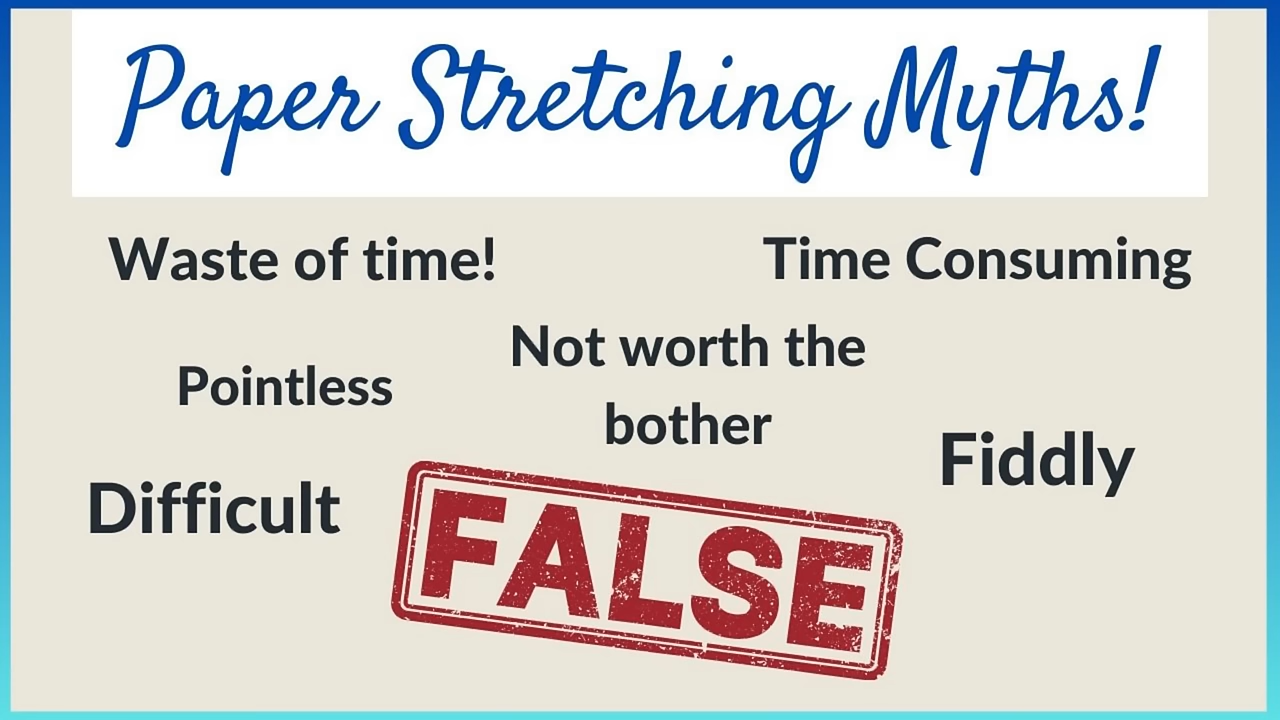 Paper Stretching Myths!
Waste of time!
Time Consuming
Not worth the
bother
Pointless
Fiddly
Difficult
FALSE